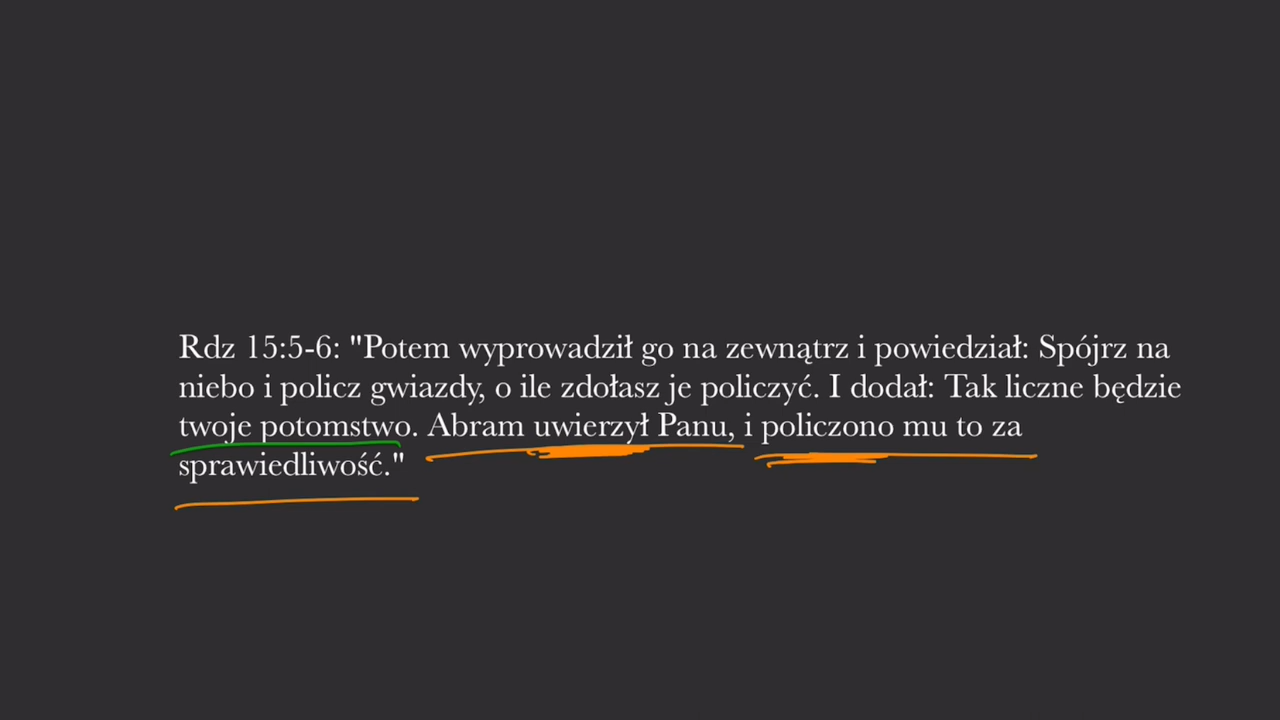 Rdz 15:5-6: "Potem wyprowadził go na zewnątrz i powiedział: Spójrz na
niebo i policz gwiazdy, o ile zdołasz je policzyć. I dodał: Tak liczne będzie
twoje potomstwo. Abram uwierzył Panu, i policzono mu to za
sprawiedliwość."